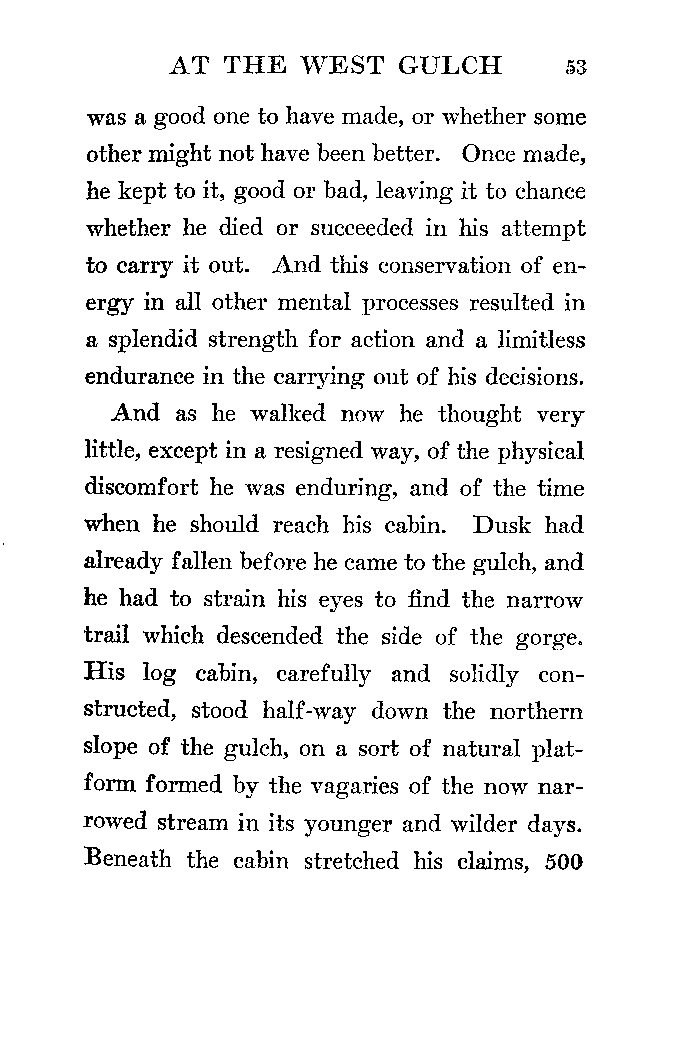 AT THE WEST GULCH 53
was a good one to have made, or whether some
other might not have been better. Once made,
he kept to it, good or bad, leaving it to chance
whether he died or succeeded in his attempt
to carry it out. And this conservation of en-
ergy in all other mental processes resulted in
a splendid strength for action and a limitless
endurance in the carrying out of his decisions.
And as he walked now he thought very
little, except in a resigned way, of the physical
discomfort he was enduring, and of the time
when he should reach his cabin. Dusk had
already fallen before he came to the gulch, and
he had to strain his eyes to find the narrow
trail which descended the side of the gorge.
His log cabin, carefully and solidly con-
structed, stood half-way down the northern
slope of the gulch, on a sort of natural plat-
form formed by the vagaries of the now nar-
rowed stream in its younger and wilder days.
Beneath the cabin stretched his claims, 500